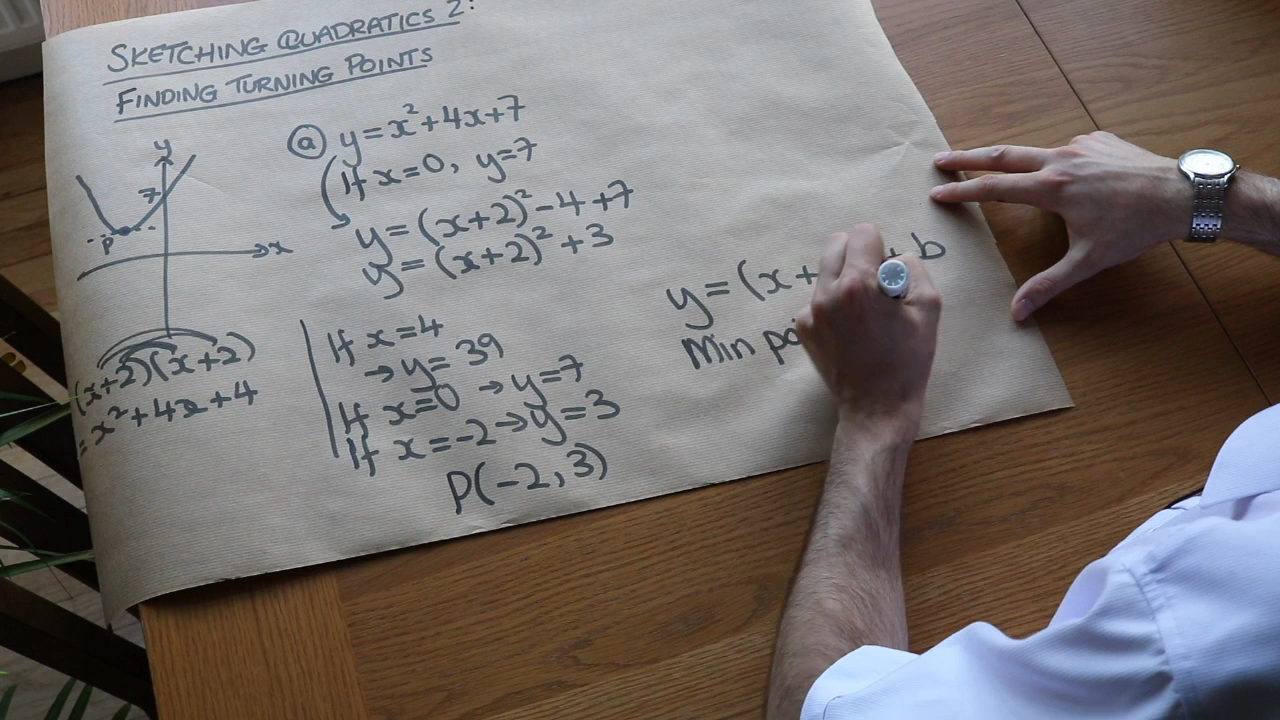 SKETCHING QUADRATICS 2:
FINDING TURNING POINTS
ⓐ y=x²+4x+7
If x=0, y=7
y=(x+2)²-4+7
y=(x+2)²+3
y
7
P
x
(x+2)(x+2)
=x²+4x+4
If x=4
→y=39
If x=0 →y=7
If x=-2→y=3
P(-2,3)
y=(x+ + b
Min